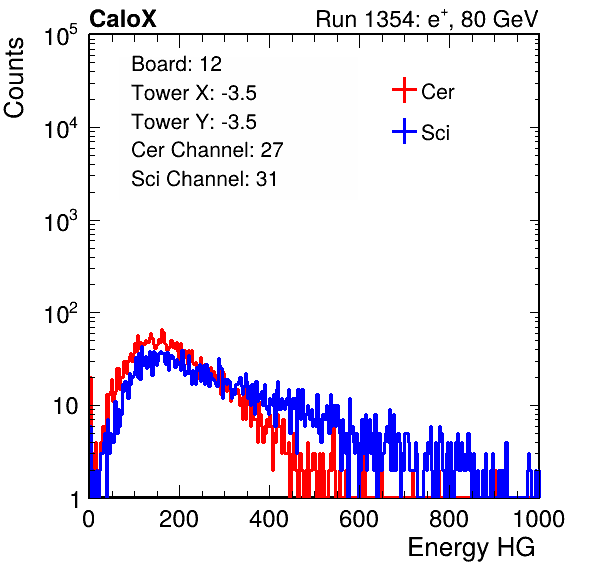 CaloX Run 1354: e⁺, 80 GeV
Counts
10⁵
10⁴
10³
10²
10
1
Board: 12
Tower X: -3.5
Tower Y: -3.5
Cer Channel: 27
Sci Channel: 31
Cer
Sci
0 200 400 600 800 1000
Energy HG